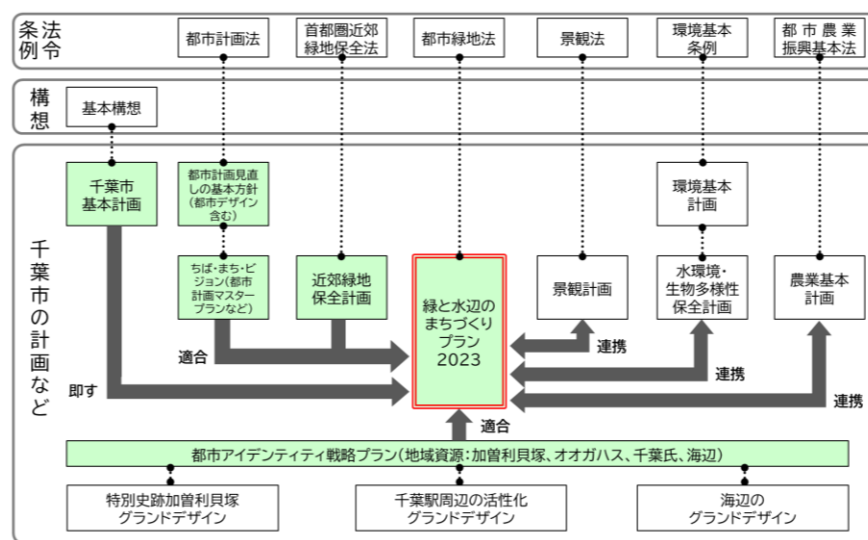 条例
法令
都市計画法
首都圏近郊
緑地保全法
都市緑地法
景観法
環境基本
条例
都市農業
振興基本法
構想
基本構想
千葉市の計画など
千葉市
基本計画
都市計画見直
しの基本方針
(都市デザイン
含む)
環境基本
計画
ちば・まち・ビ
ジョン(都市
計画マスター
プランなど)
近郊緑地
保全計画
緑と水辺の
まちづくり
プラン
2023
景観計画
水環境・
生物多様性
保全計画
農業基本
計画
適合
連携
連携
即す
連携
適合
都市アイデンティティ戦略プラン(地域資源:加曽利貝塚、オオガハス、千葉氏、海辺)
特別史跡加曽利貝塚
グランドデザイン
千葉駅周辺の活性化
グランドデザイン
海辺の
グランドデザイン